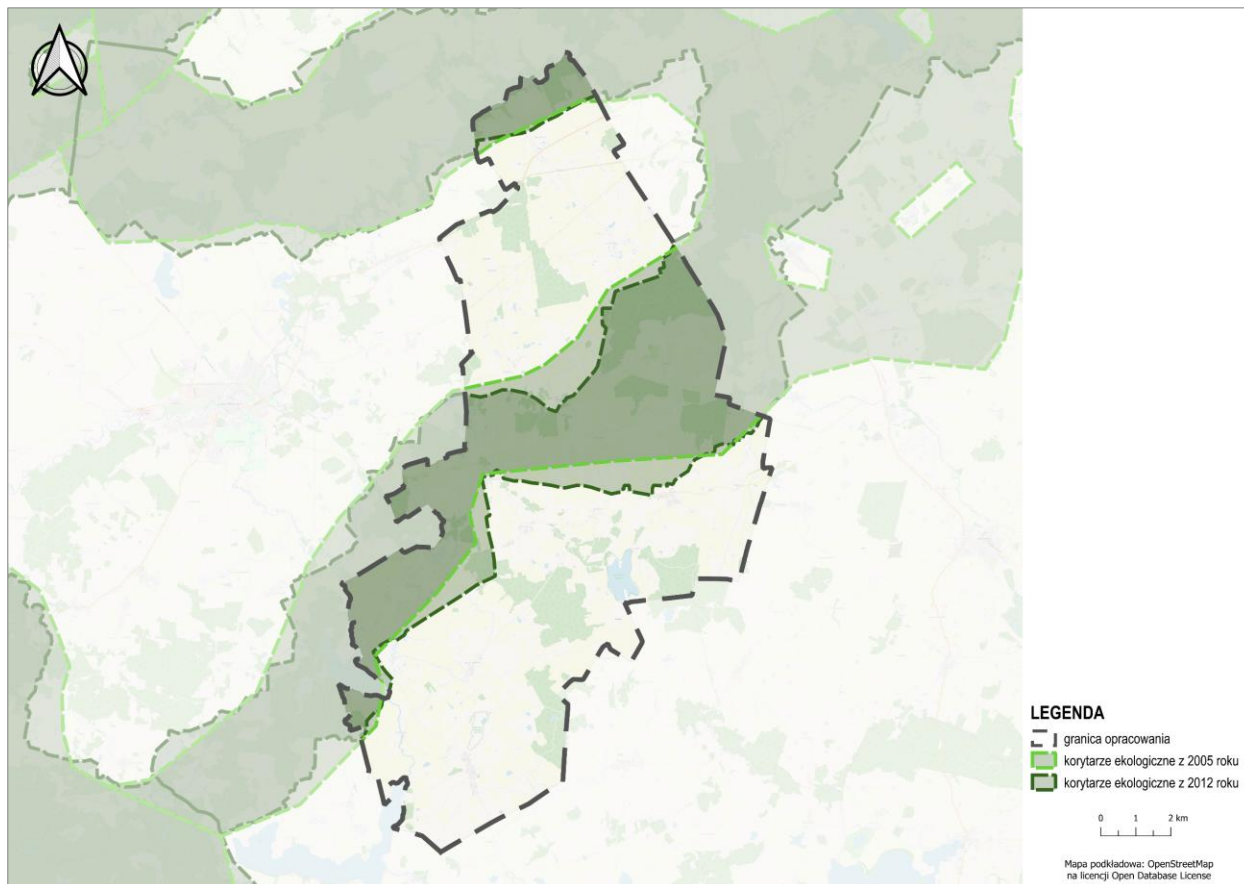 LEGENDA
granica opracowania
korytarze ekologiczne z 2005 roku
korytarze ekologiczne z 2012 roku
0 1 2 km
Mapa podkładowa: OpenStreetMap
na licencji Open Database License